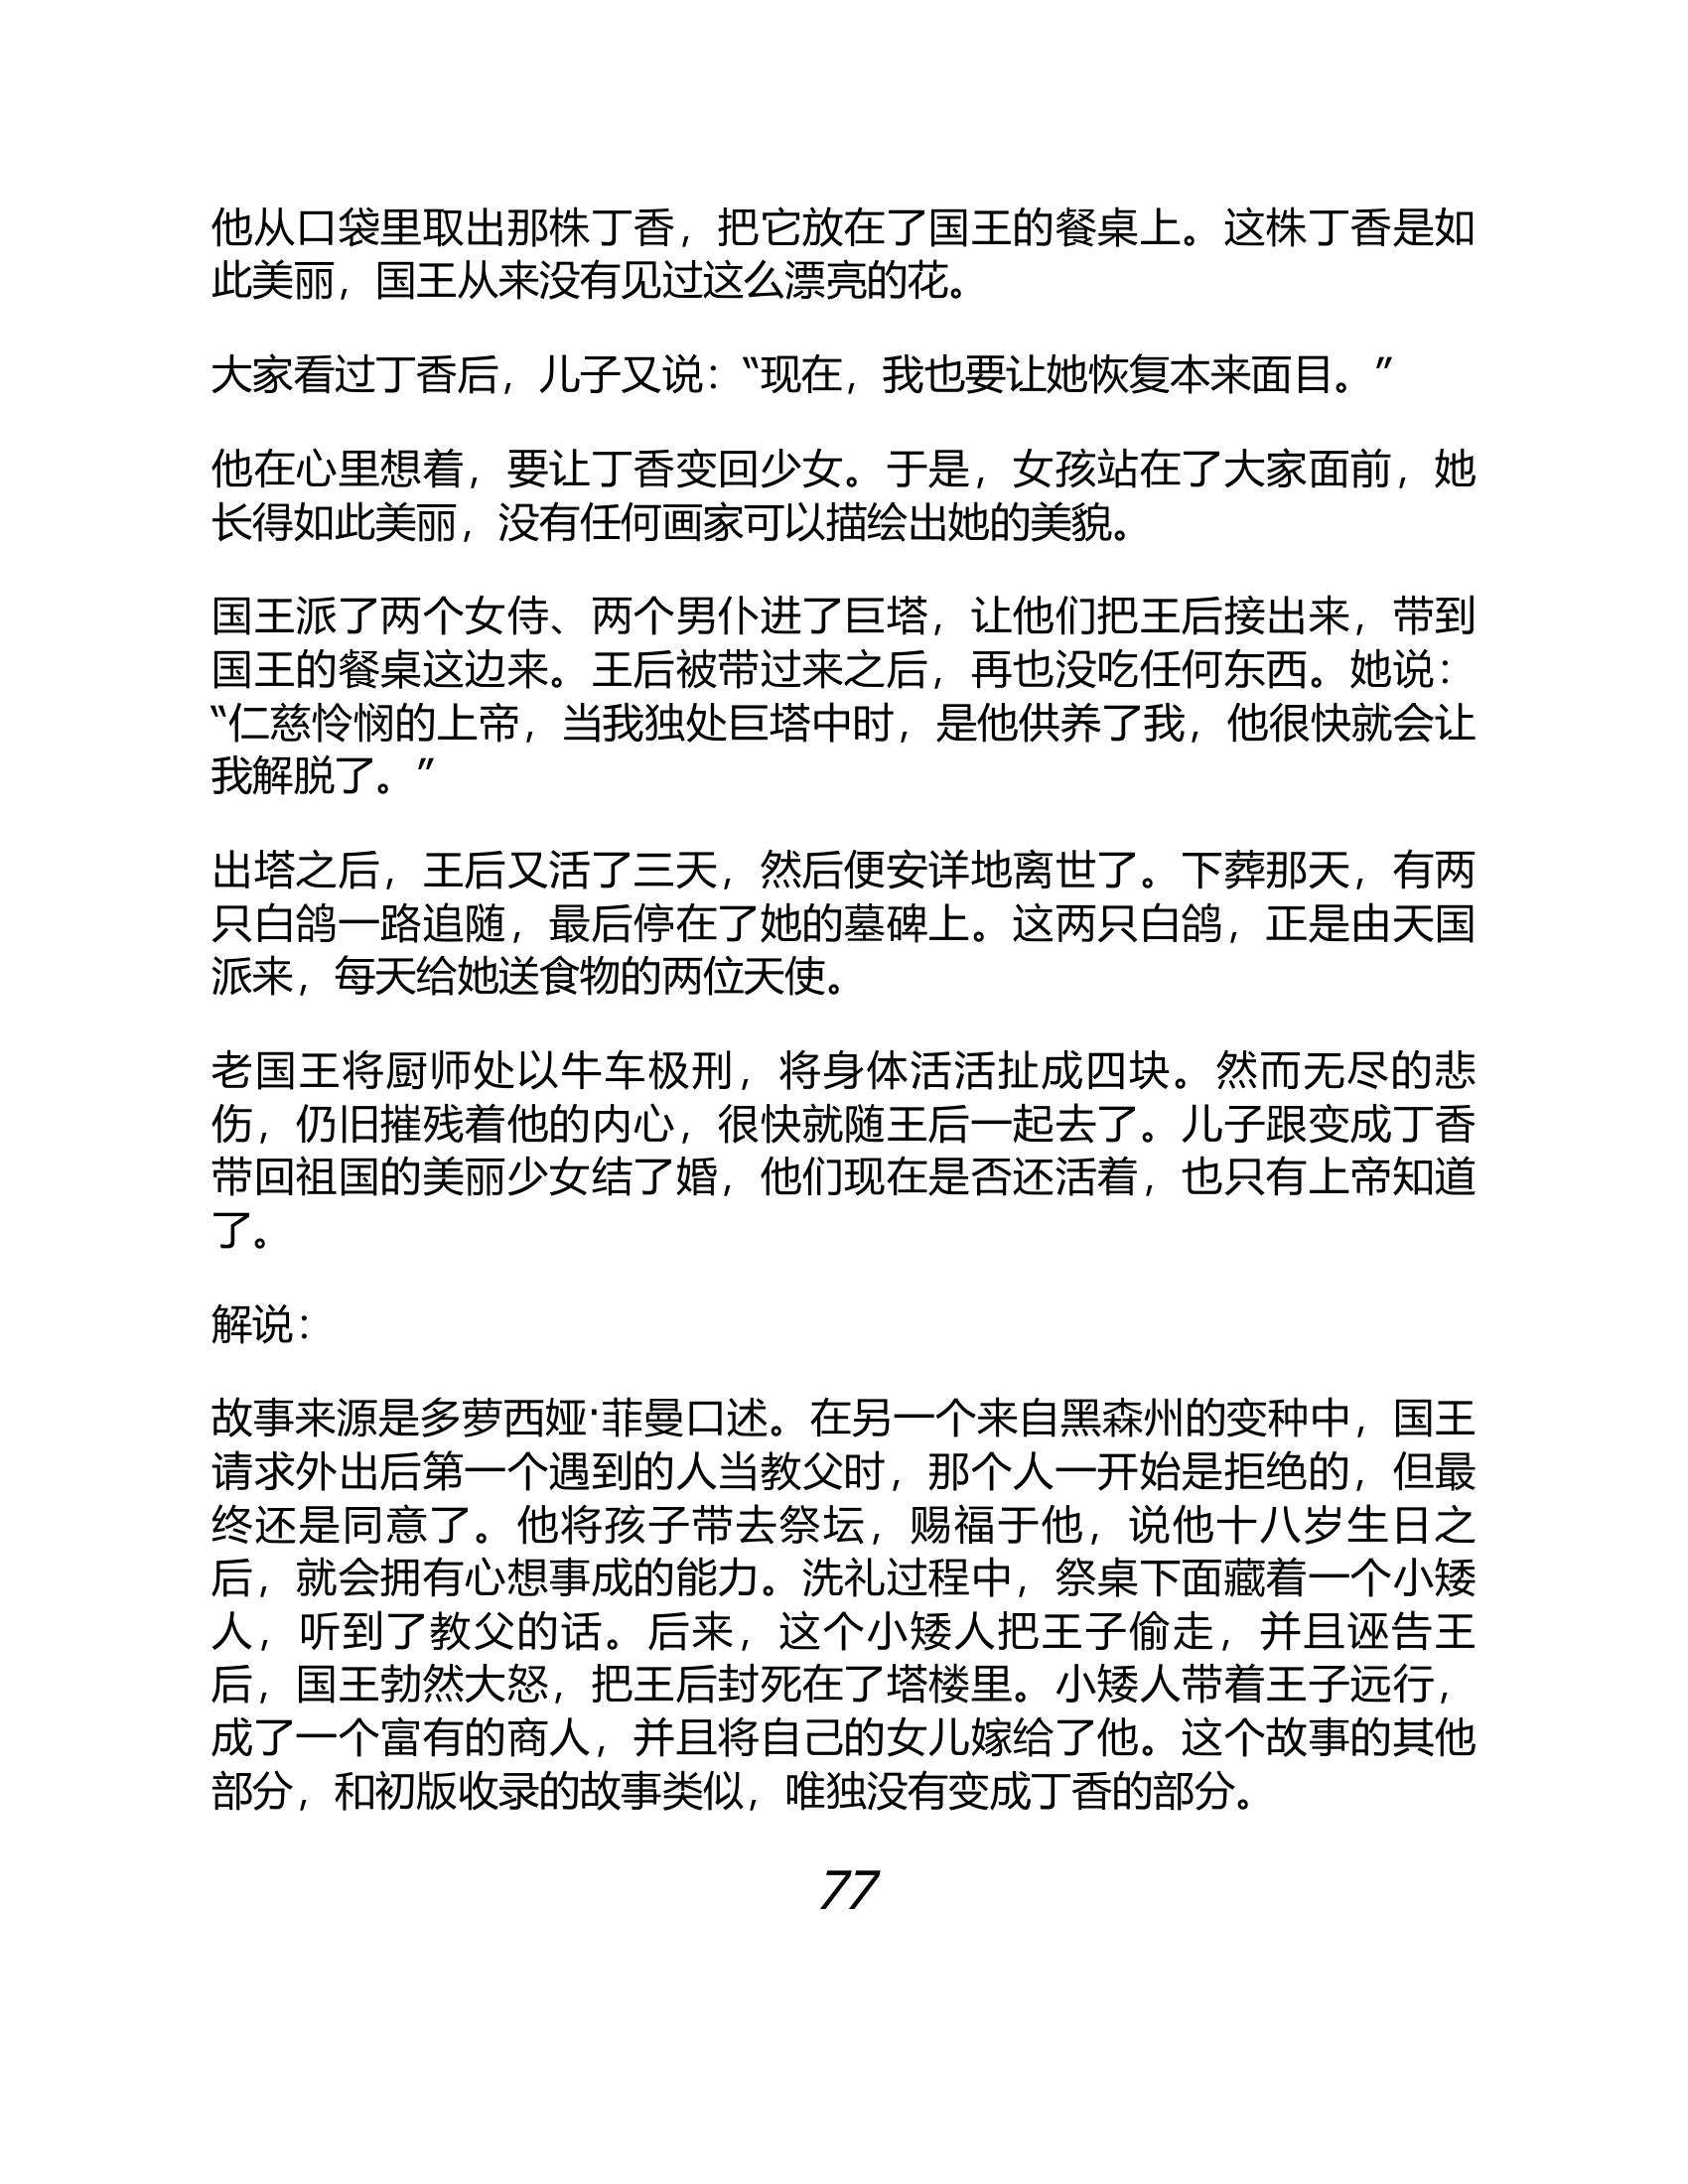 他从口袋里取出那株丁香，把它放在了国王的餐桌上。这株丁香是如
此美丽，国王从来没有见过这么漂亮的花。
大家看过丁香后，儿子又说：“现在，我也要让她恢复本来面目。”
他在心里想着，要让丁香变回少女。于是，女孩站在了大家面前，她
长得如此美丽，没有任何画家可以描绘出她的美貌。
国王派了两个女侍、两个男仆进了巨塔，让他们把王后接出来，带到
国王的餐桌这边来。王后被带过来之后，再也没吃任何东西。她说：
“仁慈怜悯的上帝，当我独处巨塔中时，是他供养了我，他很快就会让
我解脱了。”
出塔之后，王后又活了三天，然后便安详地离世了。下葬那天，有两
只白鸽一路追随，最后停在了她的墓碑上。这两只白鸽，正是由天国
派来，每天给她送食物的两位天使。
老国王将厨师处以牛车极刑，将身体活活扯成四块。然而无尽的悲
伤，仍旧摧残着他的内心，很快就随王后一起去了。儿子跟变成丁香
带回祖国的美丽少女结了婚，他们现在是否还活着，也只有上帝知道
了。
解说：
故事来源是多萝西娅·菲曼口述。在另一个来自黑森州的变种中，国王
请求外出后第一个遇到的人当教父时，那个人一开始是拒绝的，但最
终还是同意了。他将孩子带去祭坛，赐福于他，说他十八岁生日之
后，就会拥有心想事成的能力。洗礼过程中，祭桌下面藏着一个小矮
人，听到了教父的话。后来，这个小矮人把王子偷走，并且诬告王
后，国王勃然大怒，把王后封死在了塔楼里。小矮人带着王子远行，
成了一个富有的商人，并且将自己的女儿嫁给了他。这个故事的其他
部分，和初版收录的故事类似，唯独没有变成丁香的部分。
77